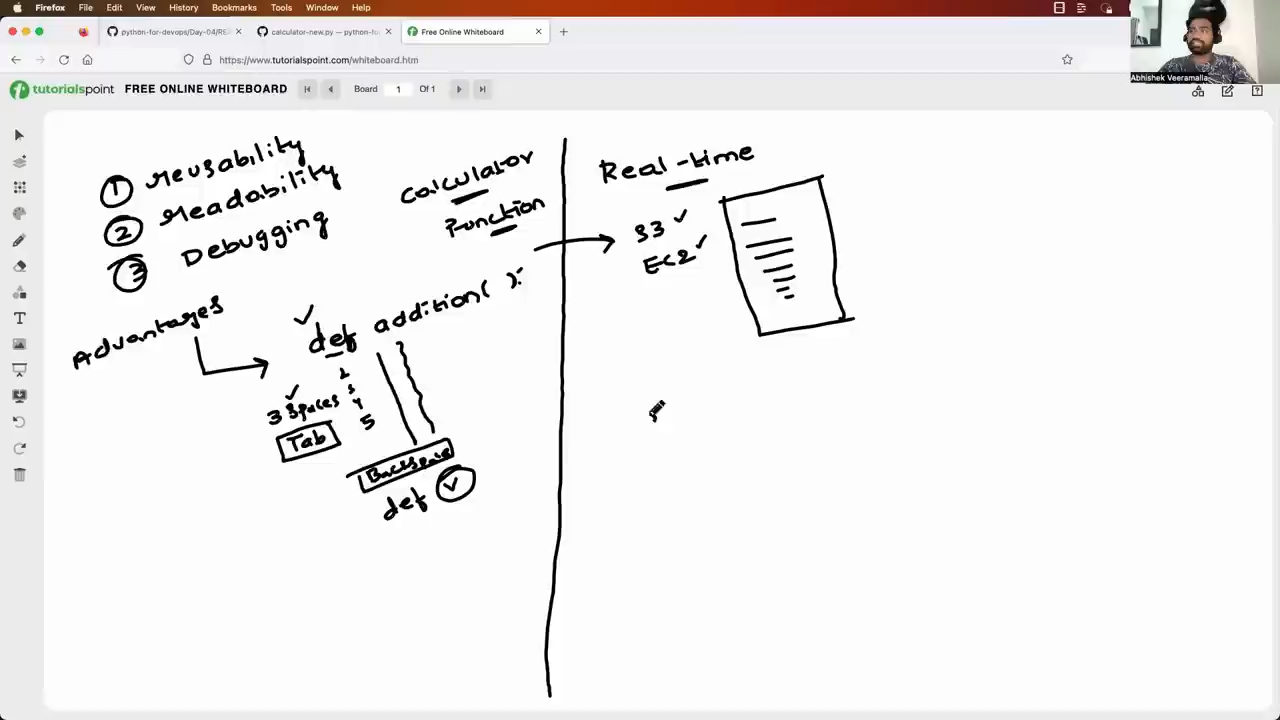 Firefox File Edit View History Bookmarks Tools Window Help
python-for-devops/Day-04/RE
calculator-new.py — python-fo
Free Online Whiteboard
https://www.tutorialspoint.com/whiteboard.htm
Abhishek Veeramalla
tutorialspoint FREE ONLINE WHITEBOARD
Board 1 Of 1
1 Reusability
2 Readability
3 Debugging
Advantages
Calculator
Function
def addition( ):
2
3
4
5
3 Spaces
Tab
Backspace
def
Real-time
S3
EC2